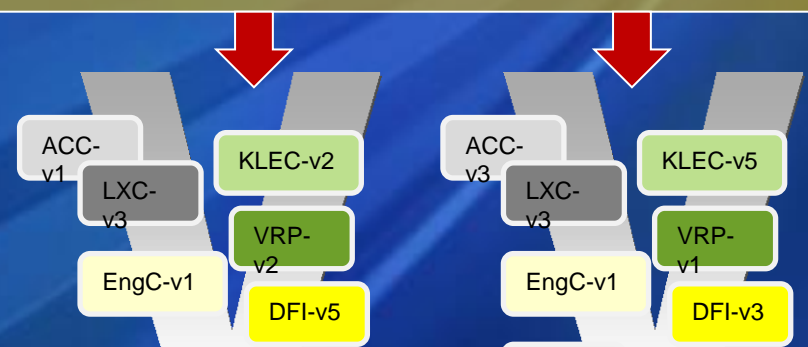 ACC-
v1
LXC-
v3
EngC-v1
KLEC-v2
VRP-
v2
DFI-v5
ACC-
v3
LXC-
v3
EngC-v1
KLEC-v5
VRP-
v1
DFI-v3